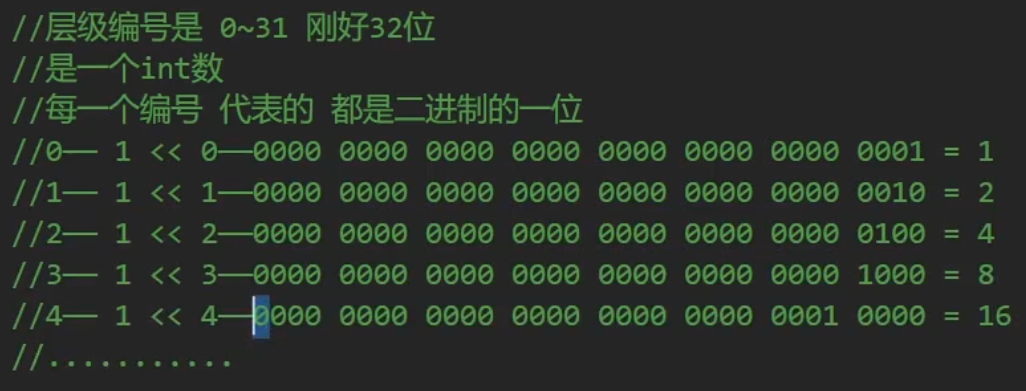 //层级编号是 0~31 刚好32位
//是一个int数
//每一个编号 代表的 都是二进制的一位
//0—— 1 << 0——0000 0000 0000 0000 0000 0000 0000 0001 = 1
//1—— 1 << 1——0000 0000 0000 0000 0000 0000 0000 0010 = 2
//2—— 1 << 2——0000 0000 0000 0000 0000 0000 0000 0100 = 4
//3—— 1 << 3——0000 0000 0000 0000 0000 0000 0000 1000 = 8
//4—— 1 << 4——0000 0000 0000 0000 0000 0000 0001 0000 = 16
//...........